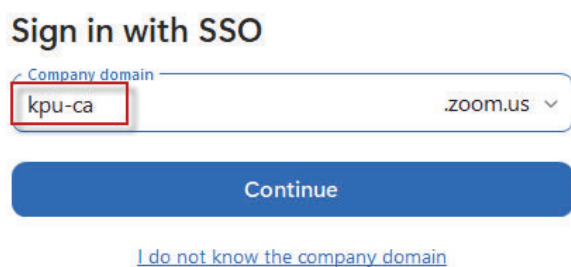 Sign in with SSO
Company domain
kpu-ca .zoom.us
Continue
I do not know the company domain